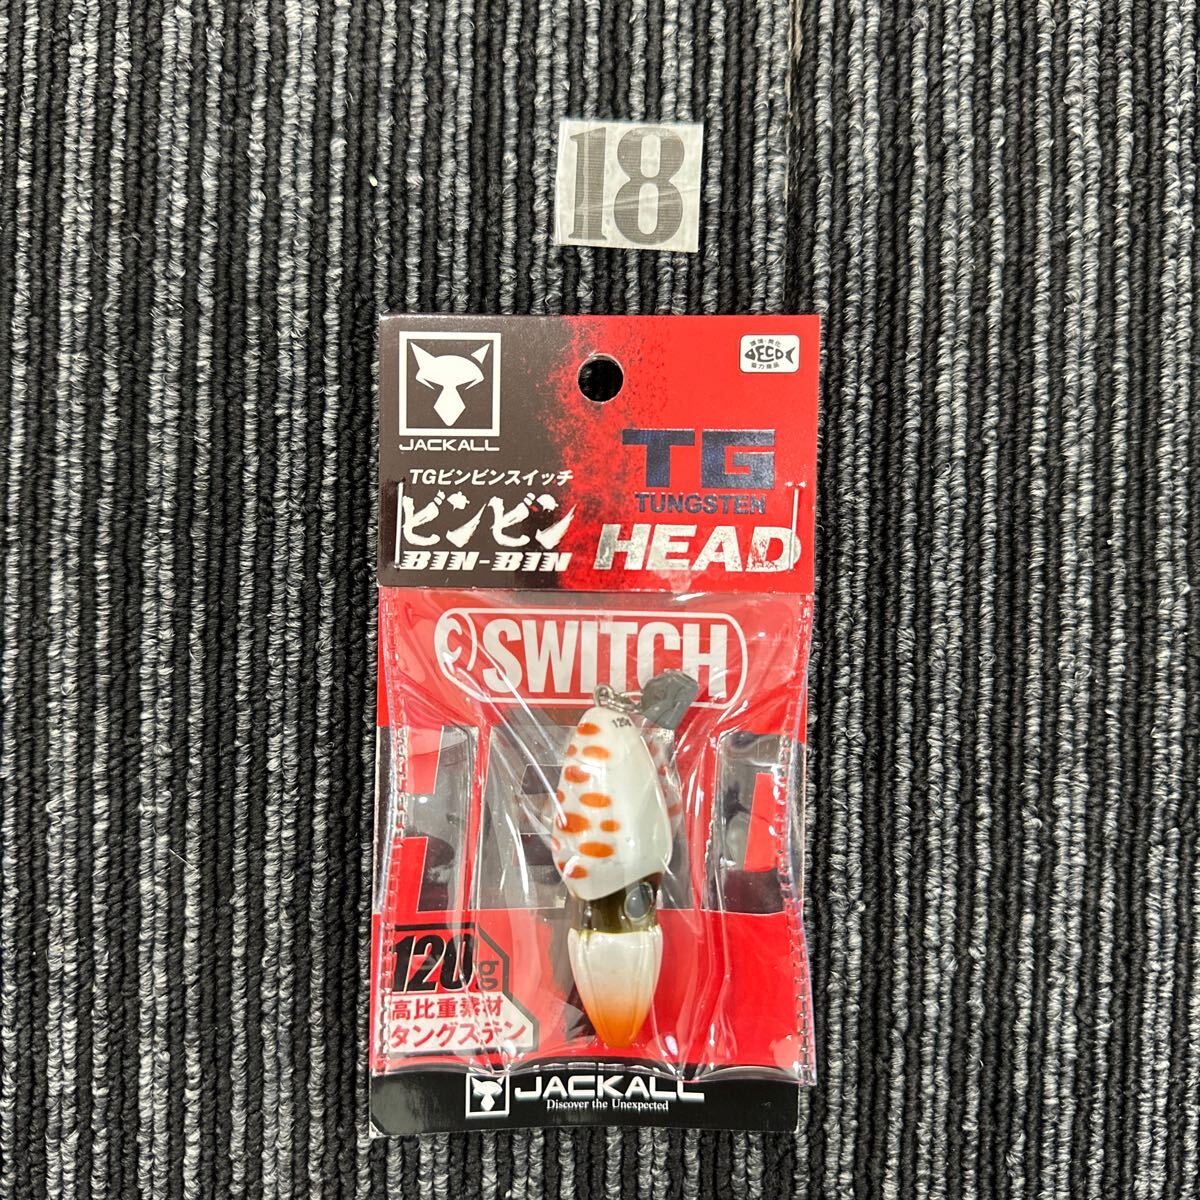 18
JACKALL
TGビンビンスイッチ
ビンビン
BIN-BIN
TG
TUNGSTEN
HEAD
ECO
SWITCH
120
120g
高比重素材
タングステン
JACKALL
Discover the Unexpected